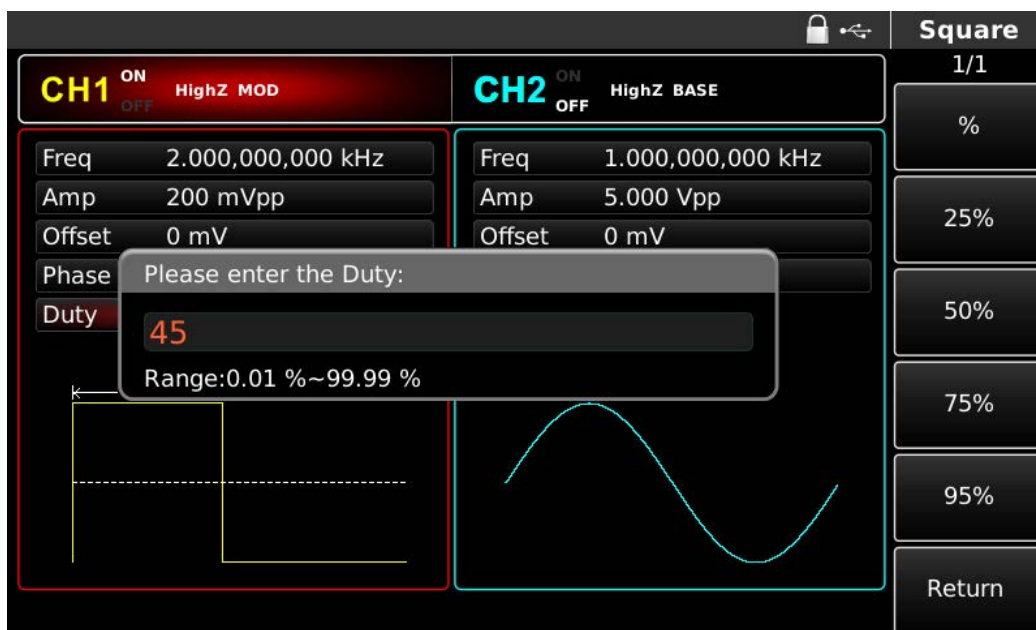 Square
1/1
CH1 ON OFF HighZ MOD
CH2 ON OFF HighZ BASE
Freq 2.000,000,000 kHz
Amp 200 mVpp
Offset 0 mV
Phase
Duty
Freq 1.000,000,000 kHz
Amp 5.000 Vpp
Offset 0 mV
Please enter the Duty:
45
Range:0.01 %~99.99 %
%
25%
50%
75%
95%
Return